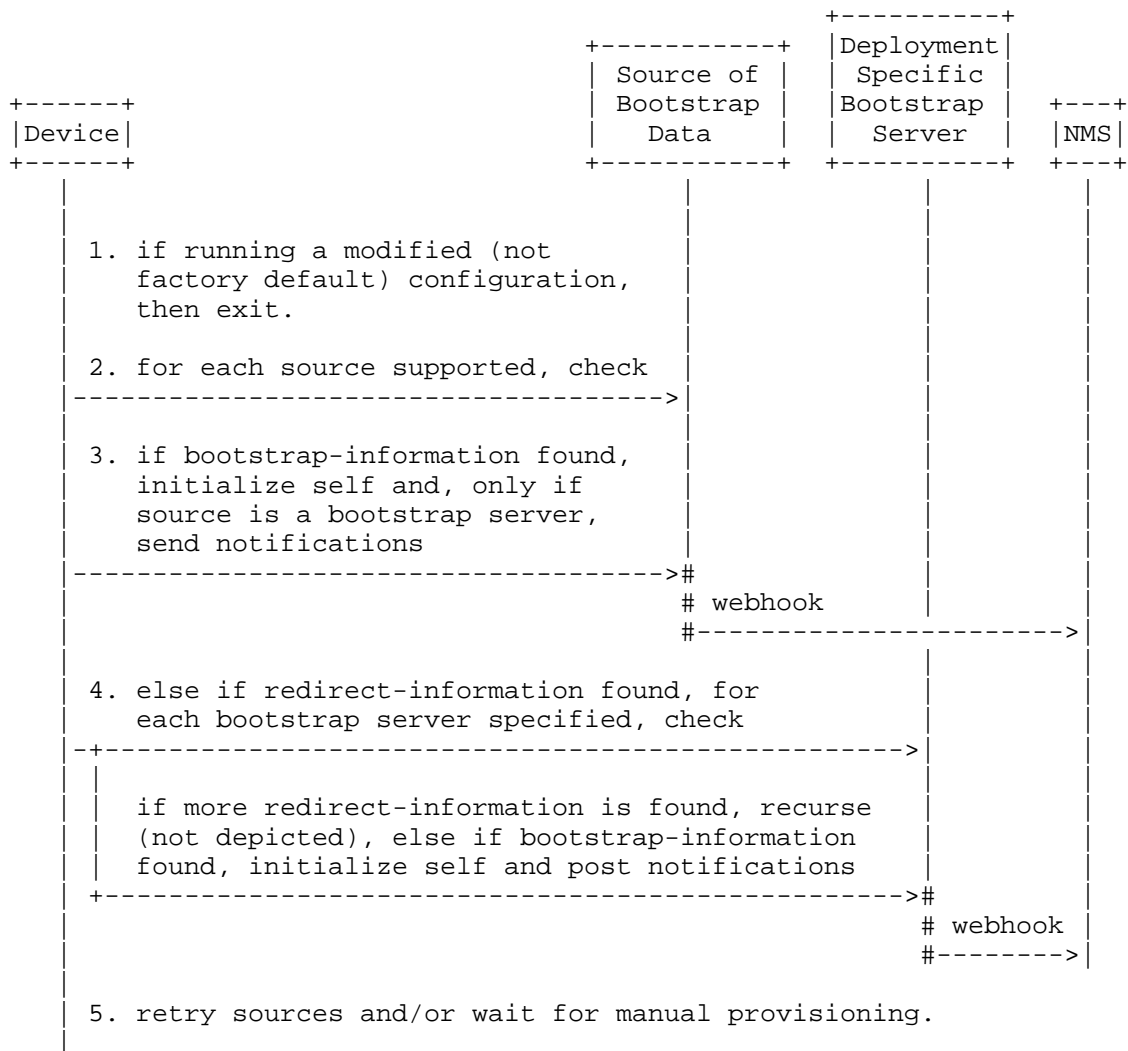 Deployment
Source of Specific
Bootstrap Bootstrap
Device Data Server NMS
1. if running a modified (not
factory default) configuration,
then exit.
2. for each source supported, check
3. if bootstrap-information found,
initialize self and, only if
source is a bootstrap server,
send notifications
# webhook
4. else if redirect-information found, for
each bootstrap server specified, check
if more redirect-information is found, recurse
(not depicted), else if bootstrap-information
found, initialize self and post notifications
# webhook
5. retry sources and/or wait for manual provisioning.